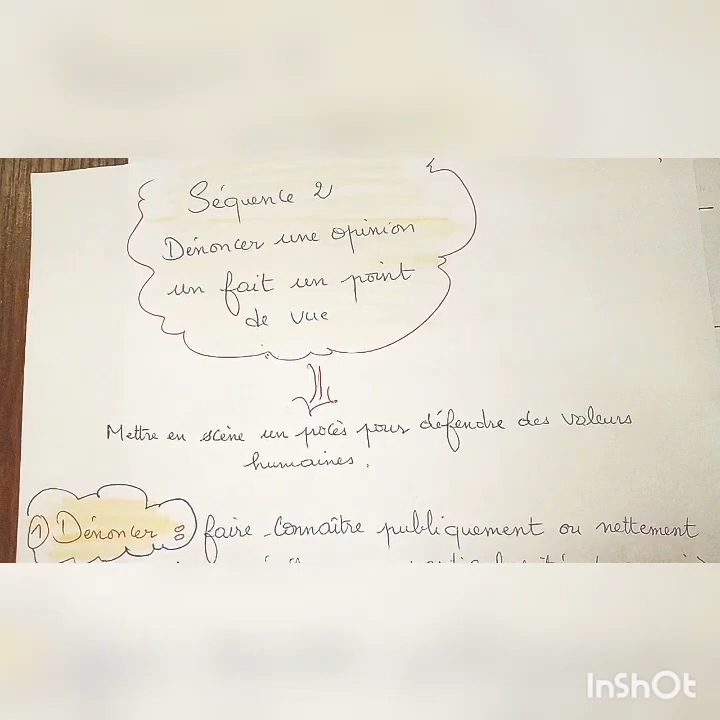 Séquence 2
Dénoncer une opinion
un fait un point
de vue
Mettre en scène un pocès pour défendre des valeurs
humaines.
1 Dénoncer : faire connaître publiquement ou nettement
InShOt